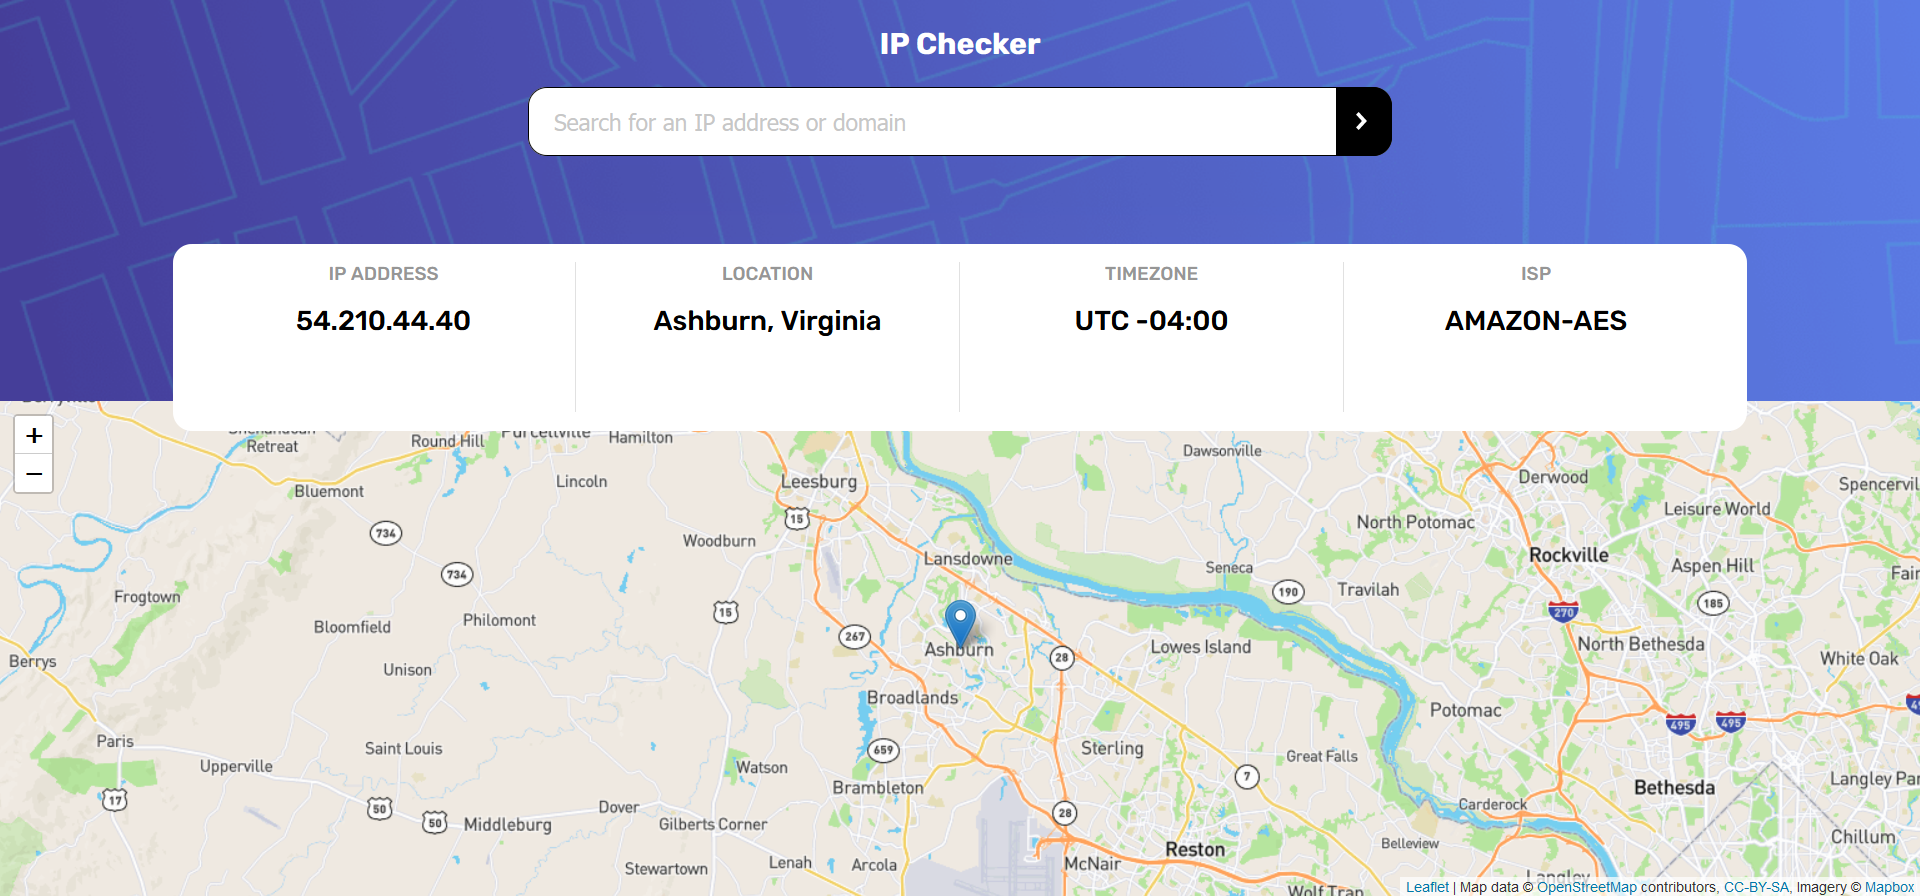 IP Checker
Search for an IP address or domain
IP ADDRESS
54.210.44.40
LOCATION
Ashburn, Virginia
TIMEZONE
UTC -04:00
ISP
AMAZON-AES
+
−
Retreat
Round Hill
Purcellville
Hamilton
Dawsonville
Bluemont
Lincoln
Leesburg
Derwood
Spencervil
Leisure World
15
North Potomac
734
Woodburn
Rockville
Lansdowne
Seneca
Aspen Hill
Fair
734
Frogtown
190
Travilah
185
15
270
Bloomfield
Philomont
267
Ashburn
28
Lowes Island
North Bethesda
White Oak
Berrys
Unison
Broadlands
Potomac
495
495
Paris
Saint Louis
659
Sterling
Great Falls
Upperville
Watson
7
Brambleton
Bethesda
Langley Par
17
50
50
Middleburg
Dover
Gilberts Corner
28
Carderock
Chillum
Belleview
Reston
Stewartown
Lenah
Arcola
McNair
Langley
Wolf Trap
Leaflet | Map data © OpenStreetMap contributors, CC-BY-SA, Imagery © Mapbox